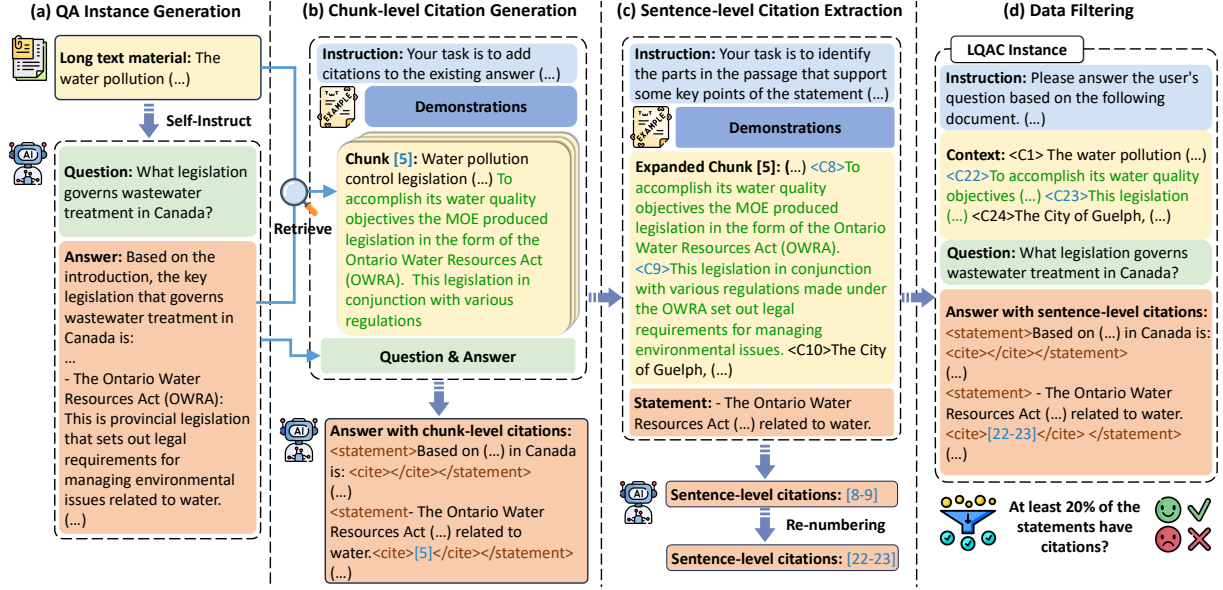 (a) QA Instance Generation
Long text material: The
water pollution (…)
Self-Instruct
AI
Question: What legislation
governs wastewater
treatment in Canada?
Answer: Based on the
introduction, the key
legislation that governs
wastewater treatment in
Canada is:
…
- The Ontario Water
Resources Act (OWRA):
This is provincial legislation
that sets out legal
requirements for
managing environmental
issues related to water.
(…)
Retrieve
(b) Chunk-level Citation Generation
Instruction: Your task is to add
citations to the existing answer (…)
EXAMPLE
Demonstrations
Chunk [5]: Water pollution
control legislation (…) To
accomplish its water quality
objectives the MOE produced
legislation in the form of the
Ontario Water Resources Act
(OWRA). This legislation in
conjunction with various
regulations
Question & Answer
AI
Answer with chunk-level citations:
<statement>Based on (…) in Canada
is: <cite></cite></statement>
(…)
<statement- The Ontario Water
Resources Act (…) related to
water.<cite>[5]</cite></statement>
(…)
(c) Sentence-level Citation Extraction
Instruction: Your task is to identify
the parts in the passage that support
some key points of the statement (…)
EXAMPLE
Demonstrations
Expanded Chunk [5]: (…) <C8>To
accomplish its water quality
objectives the MOE produced
legislation in the form of the Ontario
Water Resources Act (OWRA).
<C9>This legislation in conjunction
with various regulations made under
the OWRA set out legal
requirements for managing
environmental issues. <C10>The City
of Guelph, (…)
Statement: - The Ontario Water
Resources Act (…) related to water.
AI
Sentence-level citations: [8-9]
Re-numbering
Sentence-level citations: [22-23]
(d) Data Filtering
LQAC Instance
Instruction: Please answer the user's
question based on the following
document. (…)
Context: <C1> The water pollution (…)
<C22>To accomplish its water quality
objectives (…) <C23>This legislation
(…) <C24>The City of Guelph, (…)
Question: What legislation governs
wastewater treatment in Canada?
Answer with sentence-level citations:
<statement>Based on (…) in Canada is:
<cite></cite></statement>
(…)
<statement> - The Ontario Water
Resources Act (…) related to water.
<cite>[22-23]</cite> </statement>
(…)
At least 20% of the
statements have
citations?